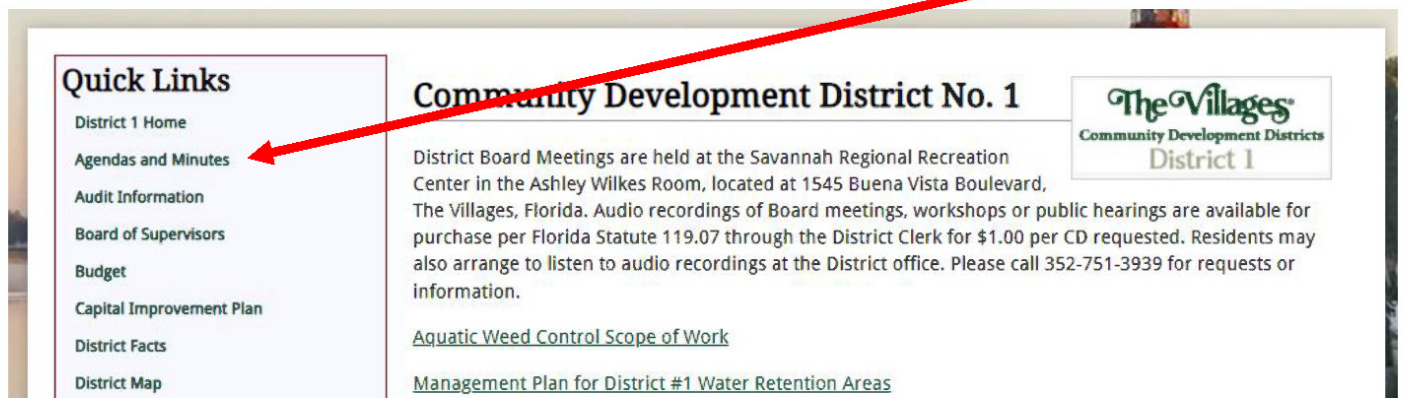 Quick Links
District 1 Home
Agendas and Minutes
Audit Information
Board of Supervisors
Budget
Capital Improvement Plan
District Facts
District Map
Community Development District No. 1
The Villages®
Community Development Districts
District 1
District Board Meetings are held at the Savannah Regional Recreation
Center in the Ashley Wilkes Room, located at 1545 Buena Vista Boulevard,
The Villages, Florida. Audio recordings of Board meetings, workshops or public hearings are available for
purchase per Florida Statute 119.07 through the District Clerk for $1.00 per CD requested. Residents may
also arrange to listen to audio recordings at the District office. Please call 352-751-3939 for requests or
information.
Aquatic Weed Control Scope of Work
Management Plan for District #1 Water Retention Areas